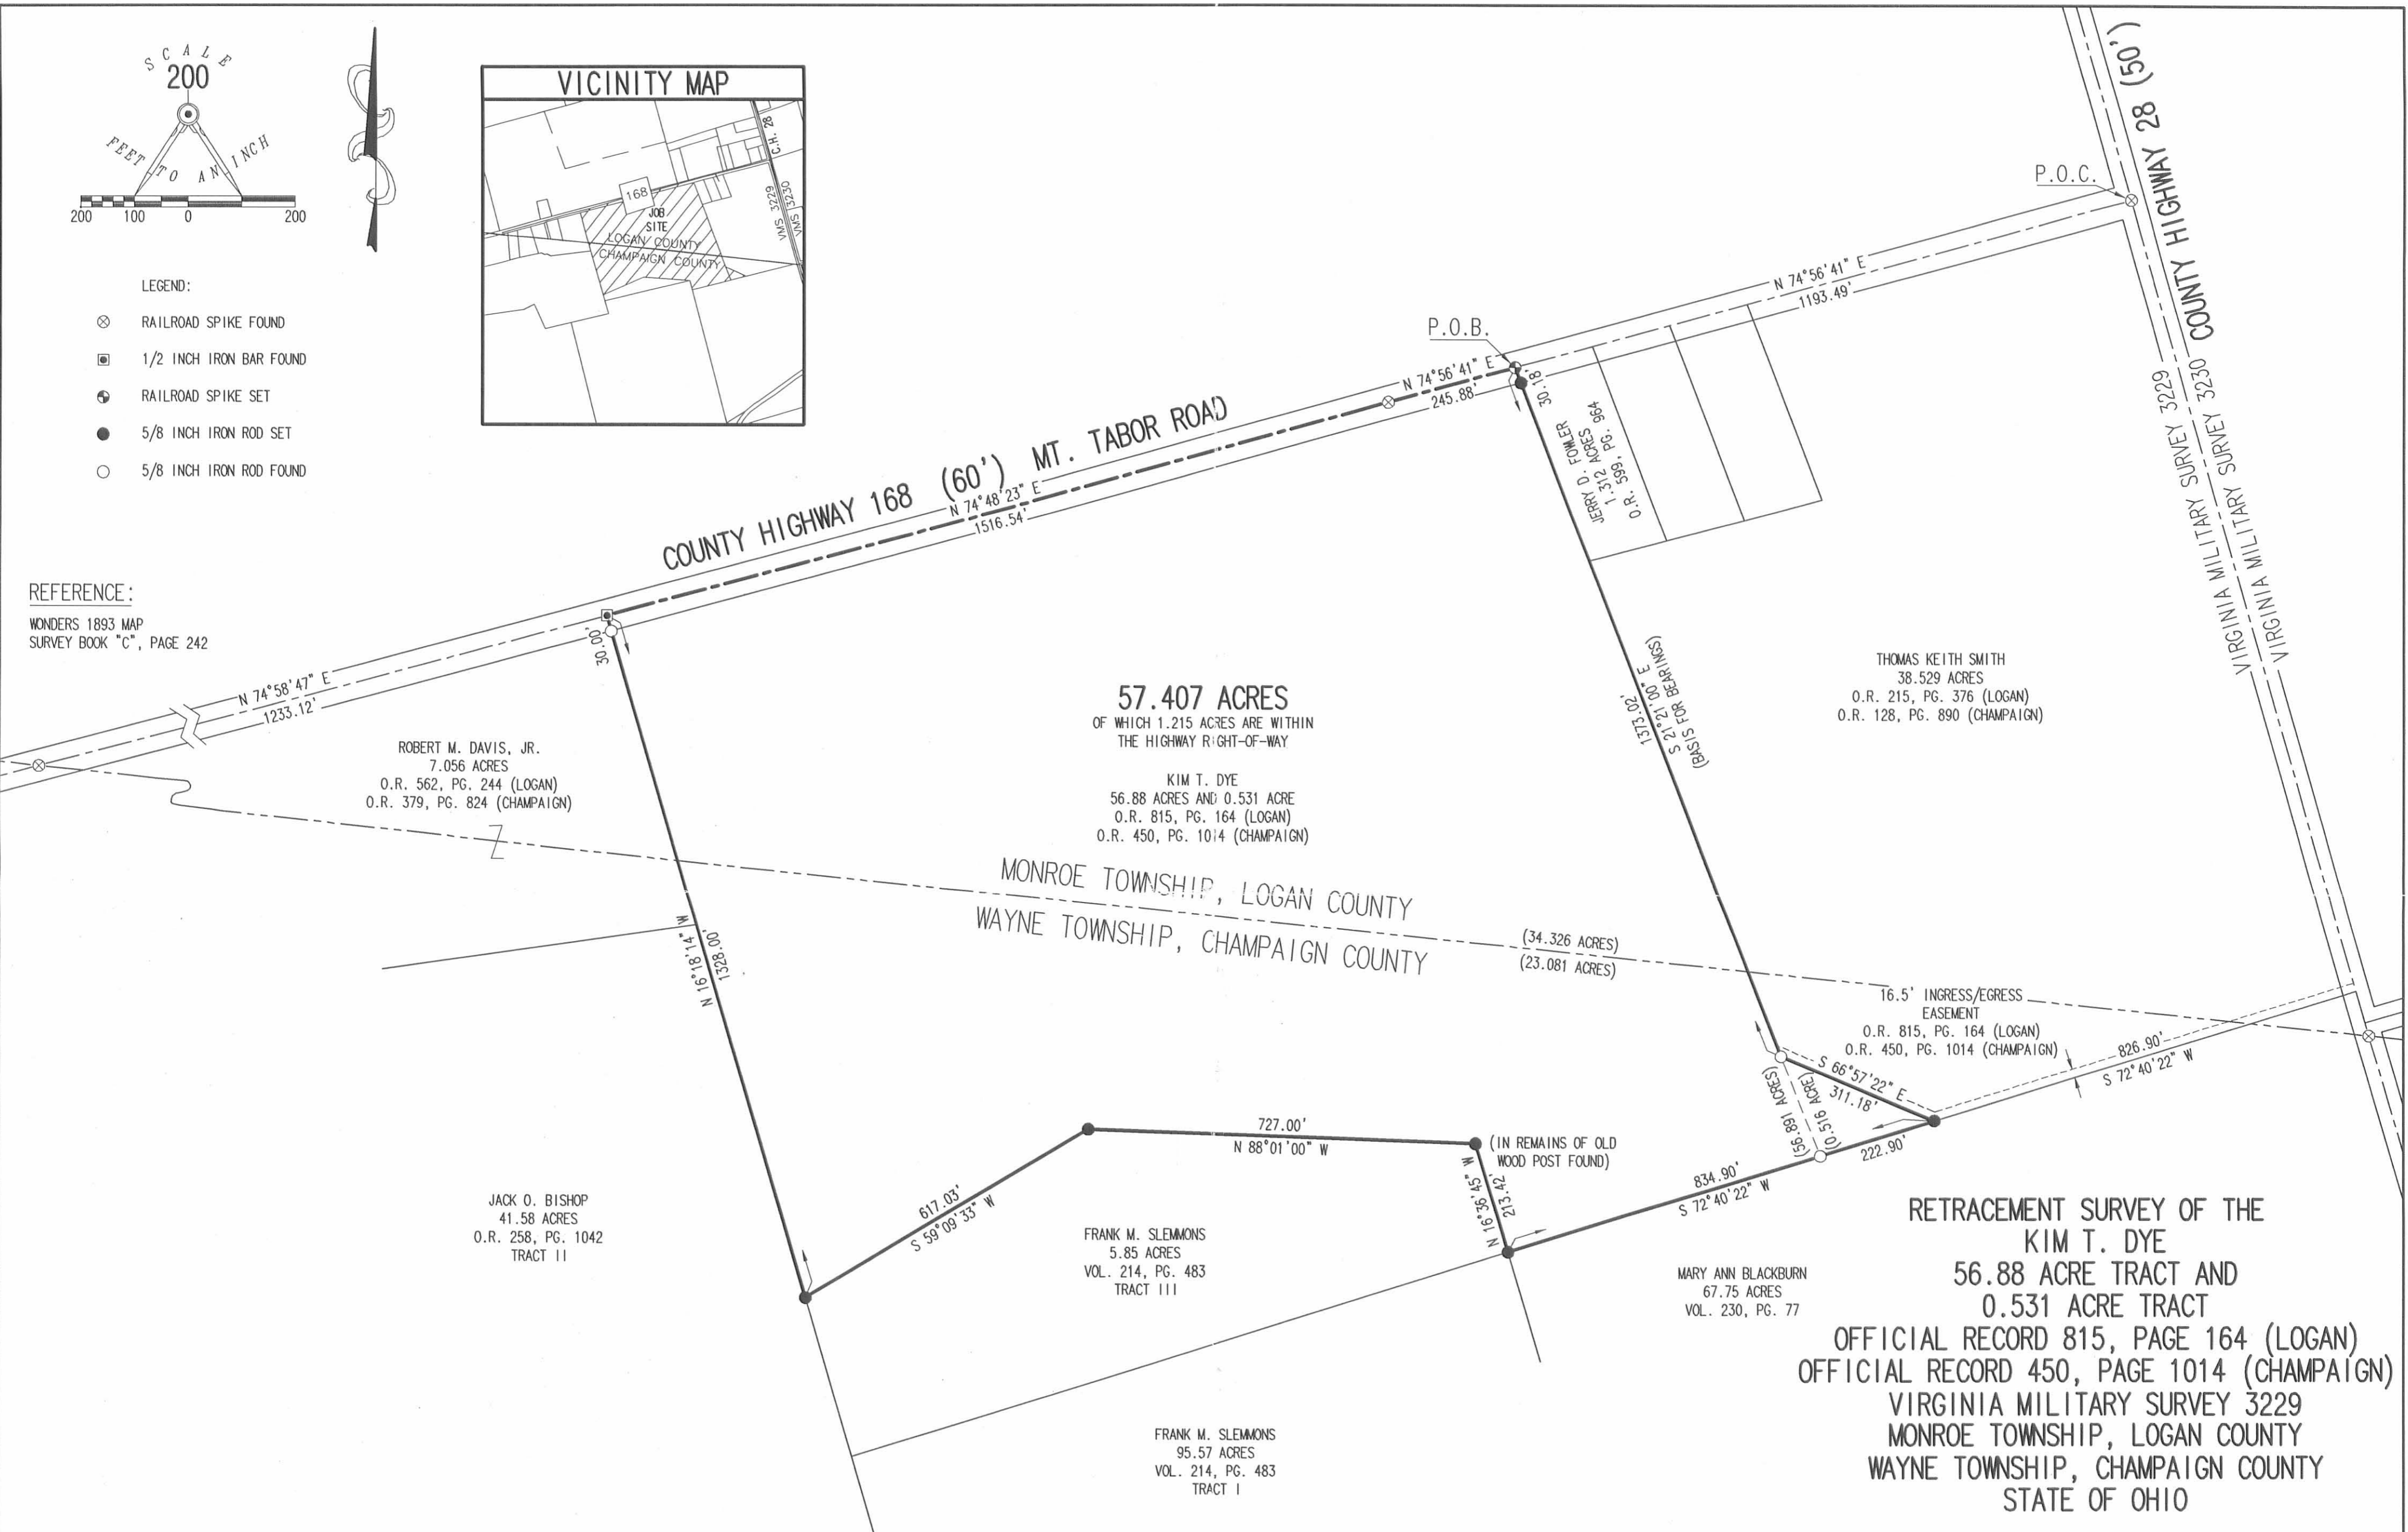 SCALE
200
FEET TO AN INCH
200 100 0 200
LEGEND:
RAILROAD SPIKE FOUND
1/2 INCH IRON BAR FOUND
RAILROAD SPIKE SET
5/8 INCH IRON ROD SET
5/8 INCH IRON ROD FOUND
VICINITY MAP
C.H. 28
168
JOB
SITE
LOGAN COUNTY
CHAMPAIGN COUNTY
VMS 3229
VMS 3230
REFERENCE:
WONDERS 1893 MAP
SURVEY BOOK "C", PAGE 242
COUNTY HIGHWAY 28 (50')
P.O.C.
N 74°56'41" E
1193.49'
P.O.B.
N 74°56'41" E
245.88'
30.18'
COUNTY HIGHWAY 168 (60') MT. TABOR ROAD
N 74°48'23" E
1516.54'
30.00'
N 74°58'47" E
1233.12'
JERRY D. FOWLER
1.312 ACRES
O.R. 599, PG. 964
VIRGINIA MILITARY SURVEY 3229
VIRGINIA MILITARY SURVEY 3230
1373.02'
S 21°21'00" E
(BASIS FOR BEARINGS)
THOMAS KEITH SMITH
38.529 ACRES
O.R. 215, PG. 376 (LOGAN)
O.R. 128, PG. 890 (CHAMPAIGN)
57.407 ACRES
OF WHICH 1.215 ACRES ARE WITHIN
THE HIGHWAY RIGHT-OF-WAY
KIM T. DYE
56.88 ACRES AND 0.531 ACRE
O.R. 815, PG. 164 (LOGAN)
O.R. 450, PG. 1014 (CHAMPAIGN)
ROBERT M. DAVIS, JR.
7.056 ACRES
O.R. 562, PG. 244 (LOGAN)
O.R. 379, PG. 824 (CHAMPAIGN)
MONROE TOWNSHIP, LOGAN COUNTY
WAYNE TOWNSHIP, CHAMPAIGN COUNTY
(34.326 ACRES)
(23.081 ACRES)
N 16°18'14" W
1328.00'
16.5' INGRESS/EGRESS
EASEMENT
O.R. 815, PG. 164 (LOGAN)
O.R. 450, PG. 1014 (CHAMPAIGN)
826.90'
S 72°40'22" W
S 66°57'22" E
311.18'
(56.891 ACRES)
(0.516 ACRE)
222.90'
727.00'
N 88°01'00" W
(IN REMAINS OF OLD
WOOD POST FOUND)
N 16°36'45" W
213.42'
834.90'
S 72°40'22" W
617.03'
S 59°09'33" W
JACK O. BISHOP
41.58 ACRES
O.R. 258, PG. 1042
TRACT II
FRANK M. SLEMMONS
5.85 ACRES
VOL. 214, PG. 483
TRACT III
MARY ANN BLACKBURN
67.75 ACRES
VOL. 230, PG. 77
FRANK M. SLEMMONS
95.57 ACRES
VOL. 214, PG. 483
TRACT I
RETRACEMENT SURVEY OF THE
KIM T. DYE
56.88 ACRE TRACT AND
0.531 ACRE TRACT
OFFICIAL RECORD 815, PAGE 164 (LOGAN)
OFFICIAL RECORD 450, PAGE 1014 (CHAMPAIGN)
VIRGINIA MILITARY SURVEY 3229
MONROE TOWNSHIP, LOGAN COUNTY
WAYNE TOWNSHIP, CHAMPAIGN COUNTY
STATE OF OHIO